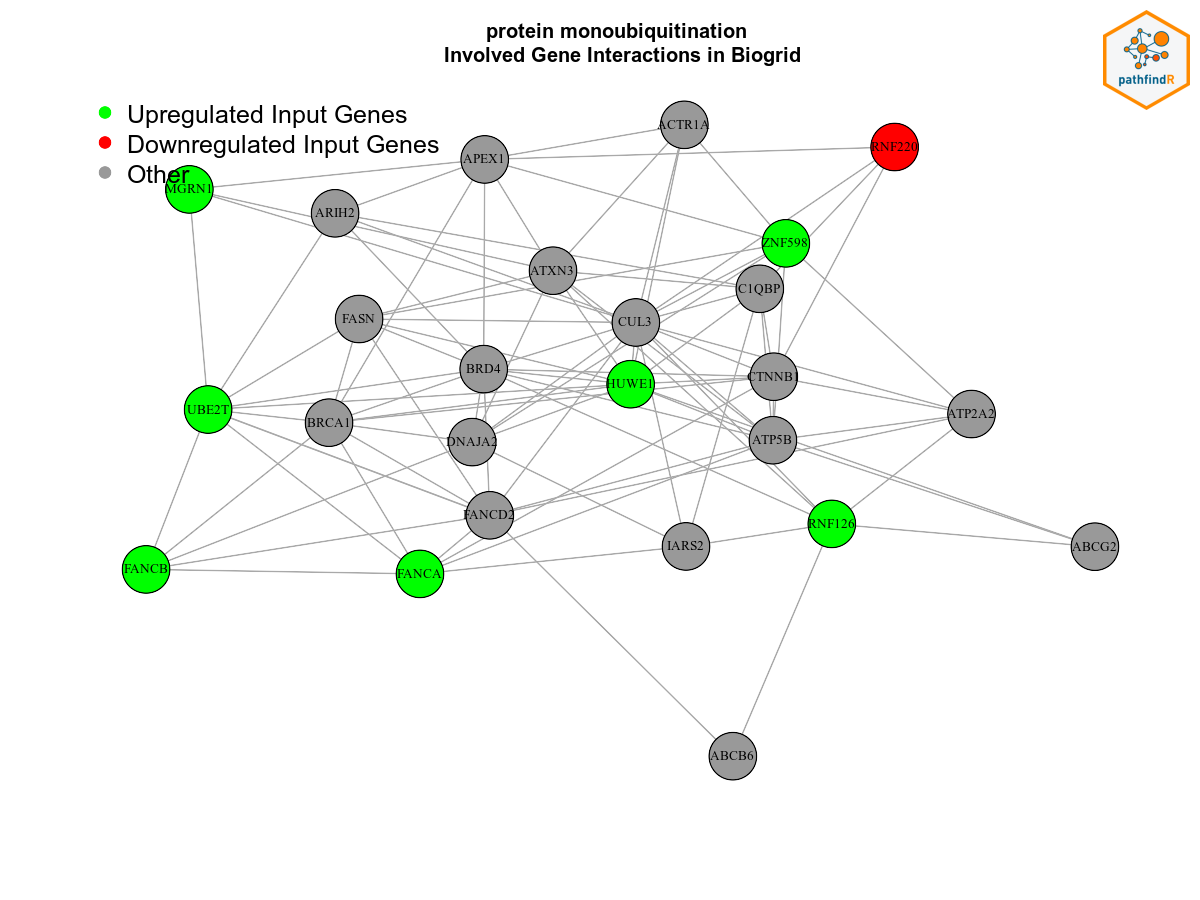 protein monoubiquitination
Involved Gene Interactions in Biogrid
pathfindR
Upregulated Input Genes
Downregulated Input Genes
Other
ACTR1A
RNF220
APEX1
MGRN1
ARIH2
ZNF598
ATXN3
C1QBP
FASN
CUL3
BRD4
CTNNB1
HUWE1
UBE2T
ATP2A2
BRCA1
DNAJA2
ATP5B
FANCD2
RNF126
IARS2
ABCG2
FANCB
FANCA
ABCB6